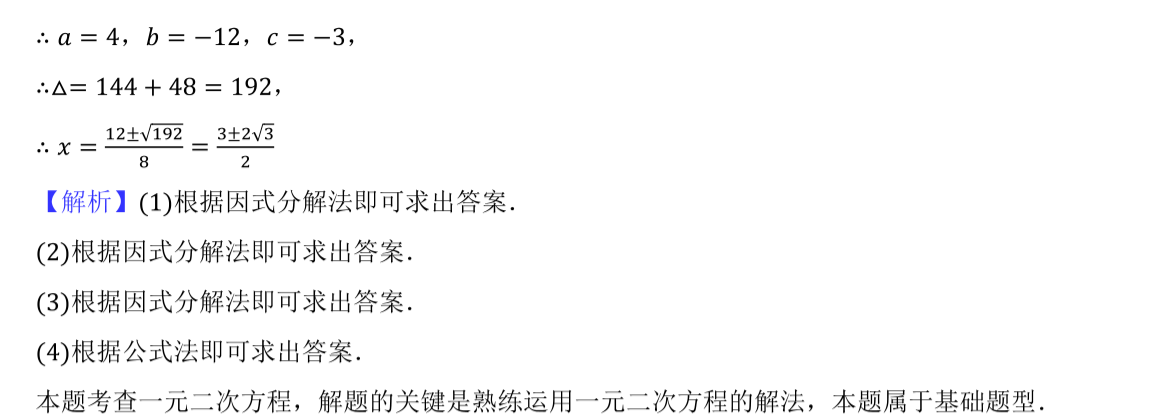 ∴ a = 4，b = −12，c = −3，
∴△= 144 + 48 = 192，
∴ x = \frac{12±\sqrt{192}}{8} = \frac{3±2\sqrt{3}}{2}
【解析】(1)根据因式分解法即可求出答案．
(2)根据因式分解法即可求出答案．
(3)根据因式分解法即可求出答案．
(4)根据公式法即可求出答案．
本题考查一元二次方程，解题的关键是熟练运用一元二次方程的解法，本题属于基础题型．